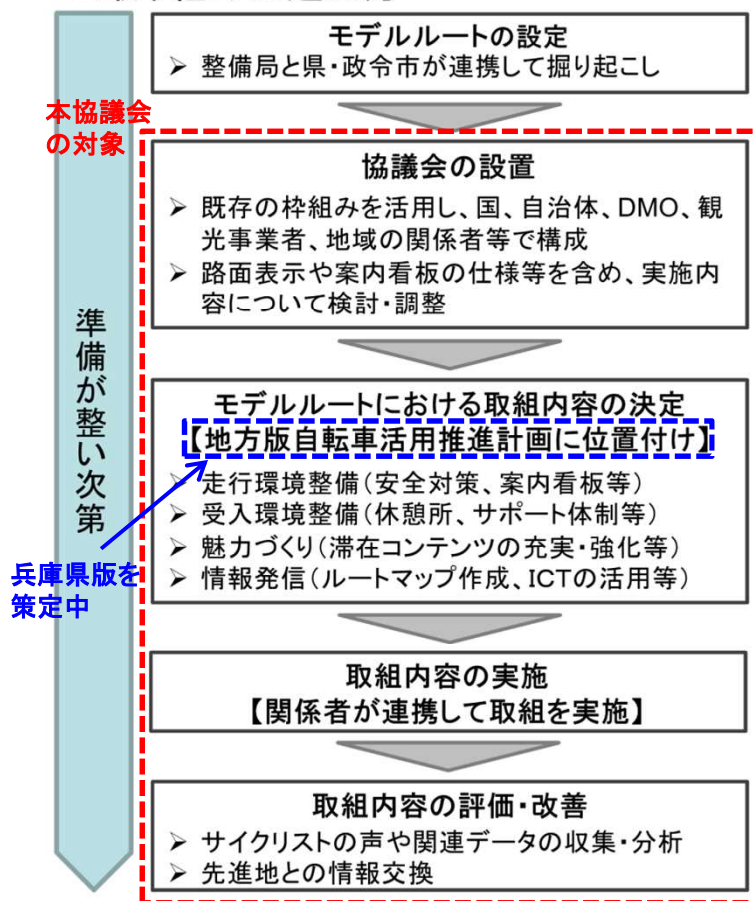 モデルルートの設定
➢ 整備局と県・政令市が連携して掘り起こし
本協議会
の対象
協議会の設置
➢ 既存の枠組みを活用し、国、自治体、DMO、観
光事業者、地域の関係者等で構成
➢ 路面表示や案内看板の仕様等を含め、実施内
容について検討・調整
準備が整い次第
モデルルートにおける取組内容の決定
【地方版自転車活用推進計画に位置付け】
➢ 走行環境整備(安全対策、案内看板等)
➢ 受入環境整備(休憩所、サポート体制等)
➢ 魅力づくり(滞在コンテンツの充実・強化等)
➢ 情報発信(ルートマップ作成、ICTの活用等)
兵庫県版を
策定中
取組内容の実施
【関係者が連携して取組を実施】
取組内容の評価・改善
➢ サイクリストの声や関連データの収集・分析
➢ 先進地との情報交換